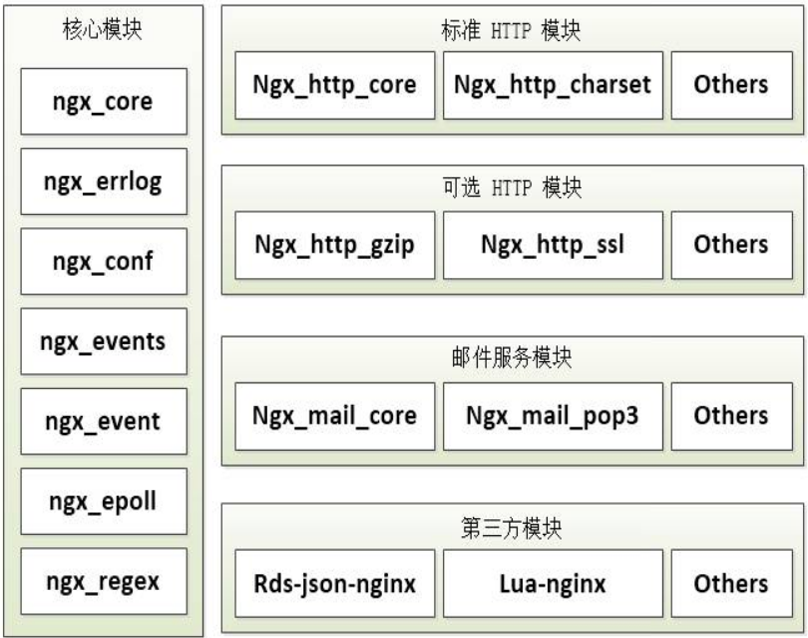 核心模块
ngx_core
ngx_errlog
ngx_conf
ngx_events
ngx_event
ngx_epoll
ngx_regex
标准 HTTP 模块
Ngx_http_core
Ngx_http_charset
Others
可选 HTTP 模块
Ngx_http_gzip
Ngx_http_ssl
Others
邮件服务模块
Ngx_mail_core
Ngx_mail_pop3
Others
第三方模块
Rds-json-nginx
Lua-nginx
Others